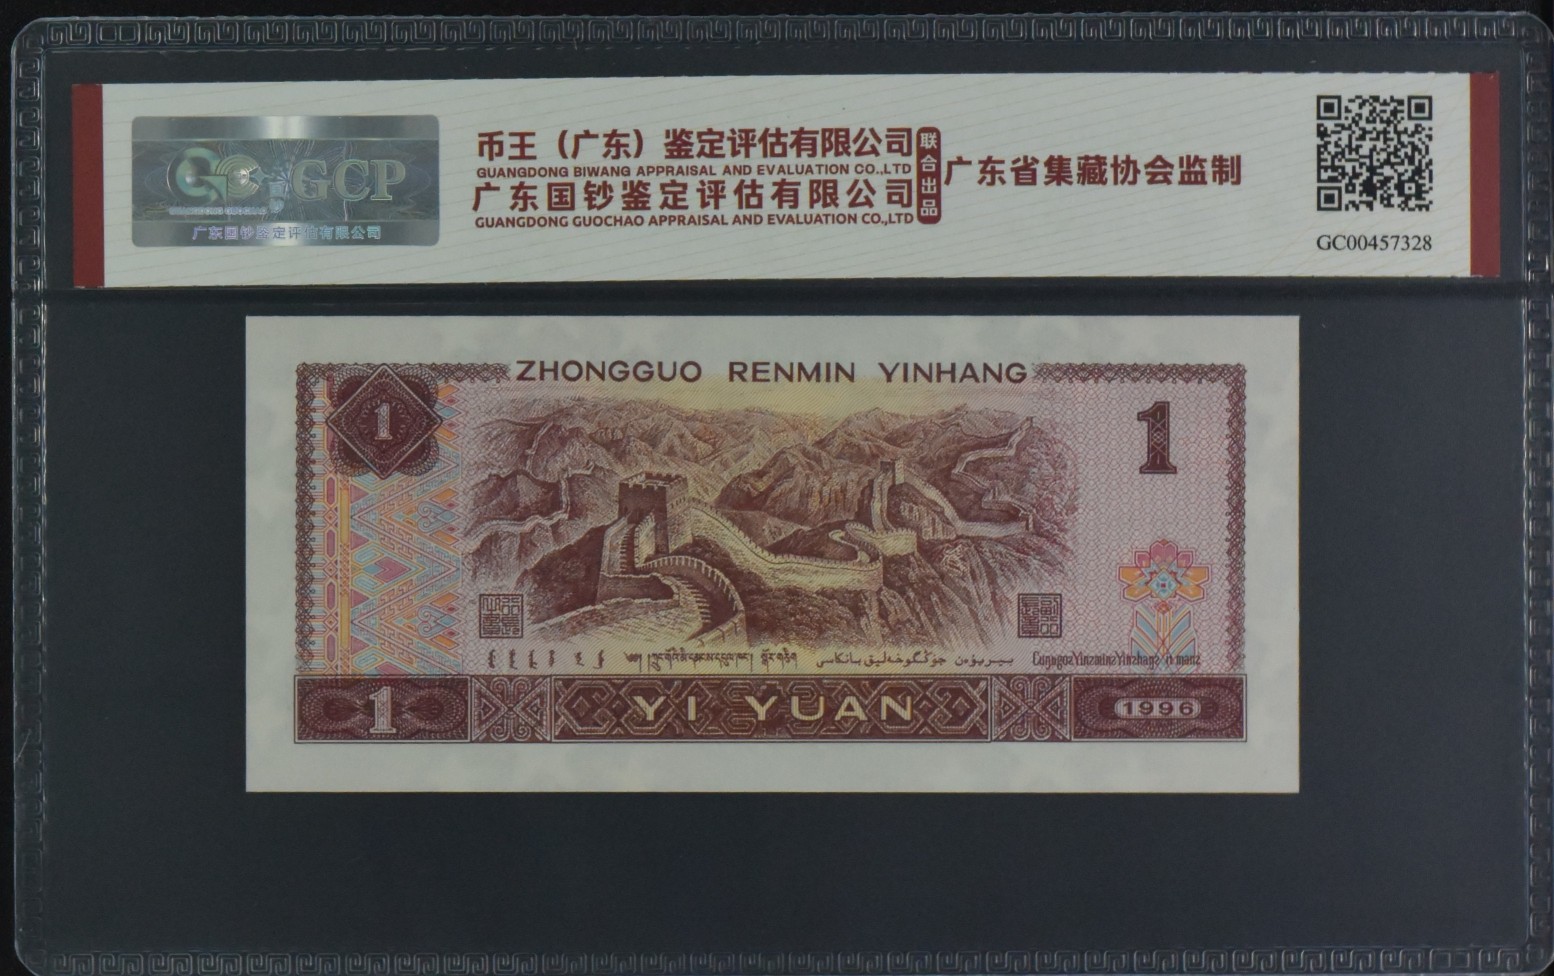 GCP
广东国钞鉴定评估有限公司
币王（广东）鉴定评估有限公司
GUANGDONG BIWANG APPRAISAL AND EVALUATION CO.,LTD
广东国钞鉴定评估有限公司
GUANGDONG GUOCHAO APPRAISAL AND EVALUATION CO.,LTD
联合出品
广东省集藏协会监制
GC00457328
ZHONGGUO RENMIN YINHANG
1
1
1
YI YUAN
1996